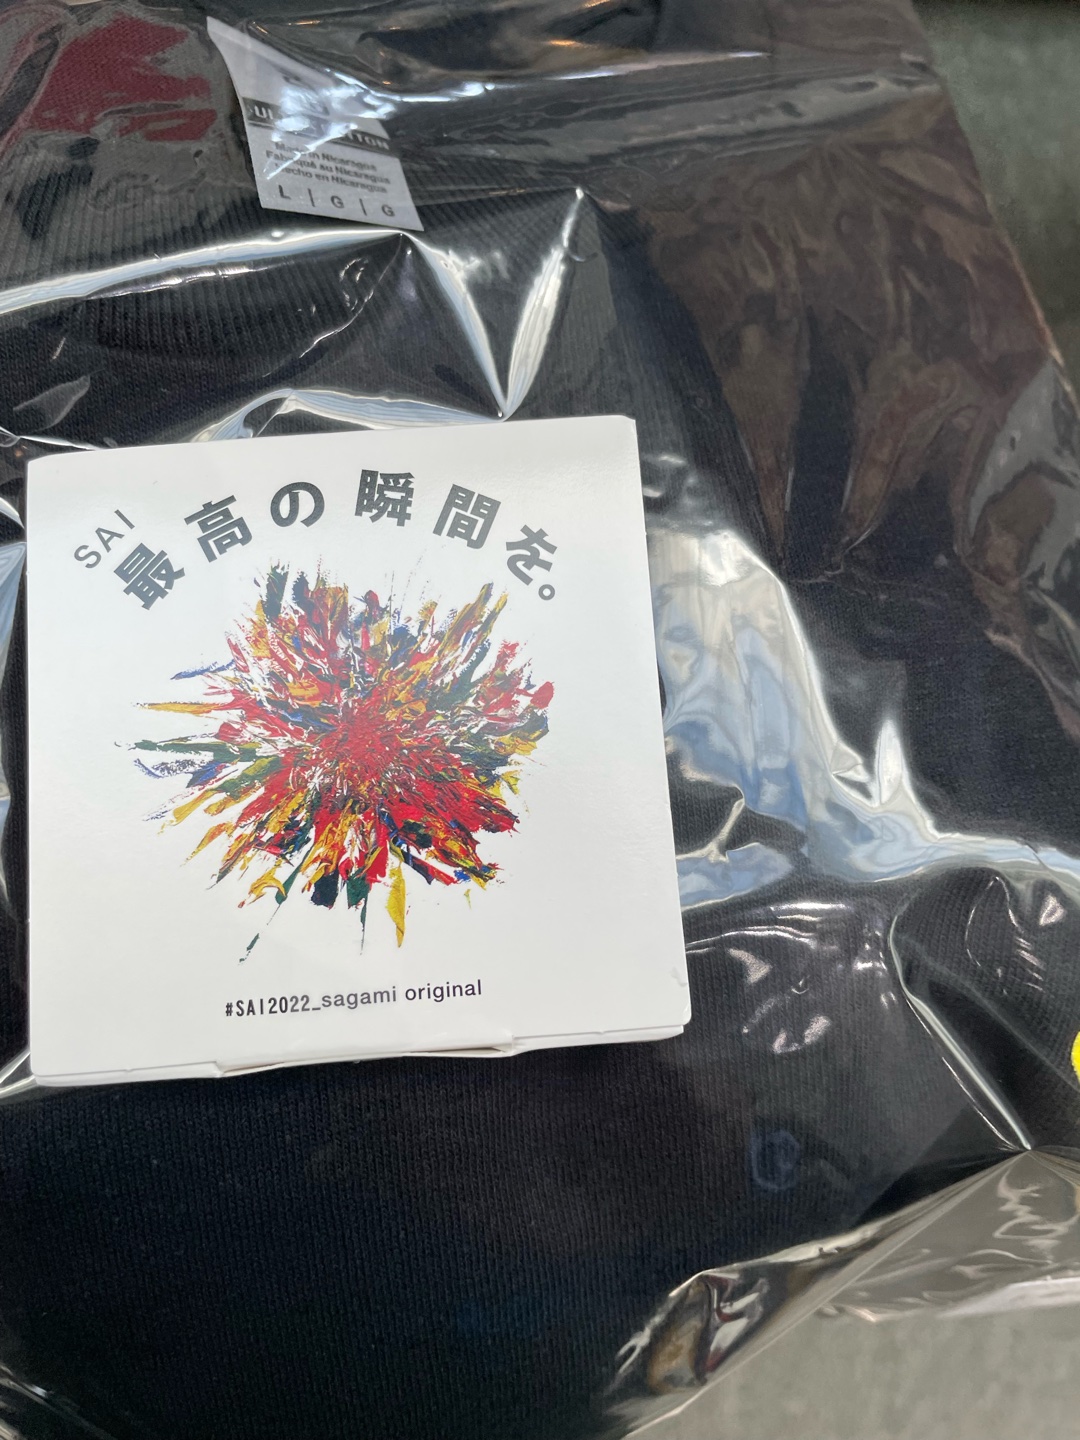 Made in Nicaragua
Fabriqué au Nicaragua
Hecho en Nicaragua
L | G | G
SAI
最高の瞬間を。
#SAI2022_sagami original